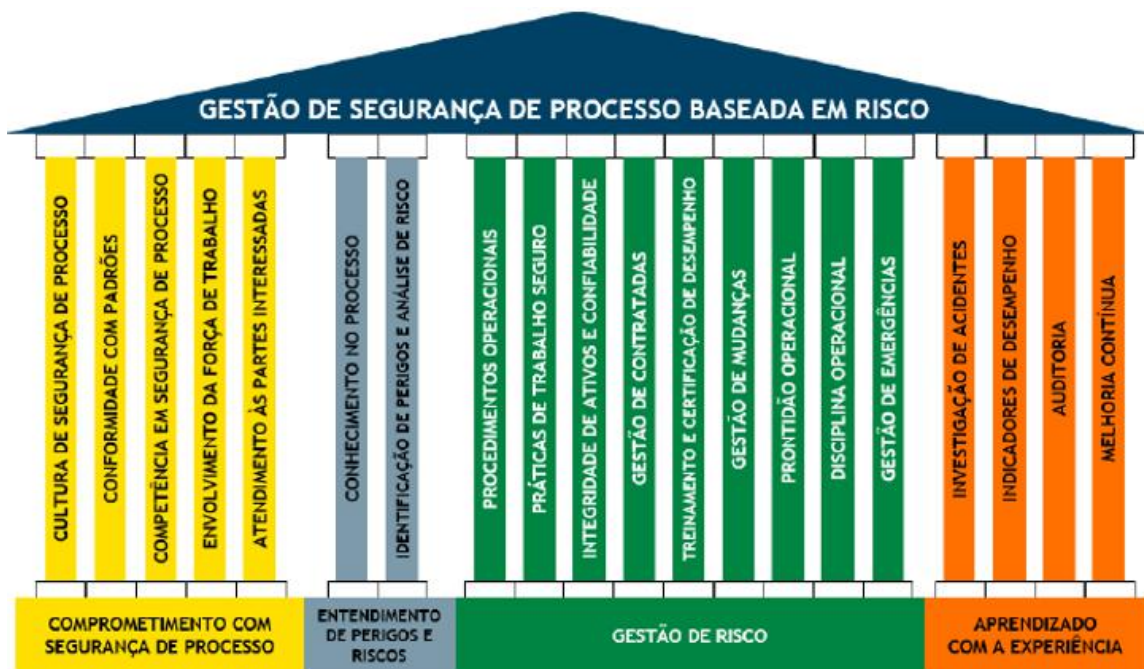 GESTÃO DE SEGURANÇA DE PROCESSO BASEADA EM RISCO
CULTURA DE SEGURANÇA DE PROCESSO
CONFORMIDADE COM PADRÕES
COMPETÊNCIA EM SEGURANÇA DE PROCESSO
ENVOLVIMENTO DA FORÇA DE TRABALHO
ATENDIMENTO ÀS PARTES INTERESSADAS
CONHECIMENTO NO PROCESSO
IDENTIFICAÇÃO DE PERIGOS E ANÁLISE DE RISCO
PROCEDIMENTOS OPERACIONAIS
PRÁTICAS DE TRABALHO SEGURO
INTEGRIDADE DE ATIVOS E CONFIABILIDADE
GESTÃO DE CONTRATADAS
TREINAMENTO E CERTIFICAÇÃO DE DESEMPENHO
GESTÃO DE MUDANÇAS
PRONTIDÃO OPERACIONAL
DISCIPLINA OPERACIONAL
GESTÃO DE EMERGÊNCIAS
INVESTIGAÇÃO DE ACIDENTES
INDICADORES DE DESEMPENHO
AUDITORIA
MELHORIA CONTÍNUA
COMPROMETIMENTO COM
SEGURANÇA DE PROCESSO
ENTENDIMENTO
DE PERIGOS E
RISCOS
GESTÃO DE RISCO
APRENDIZADO
COM A EXPERIÊNCIA